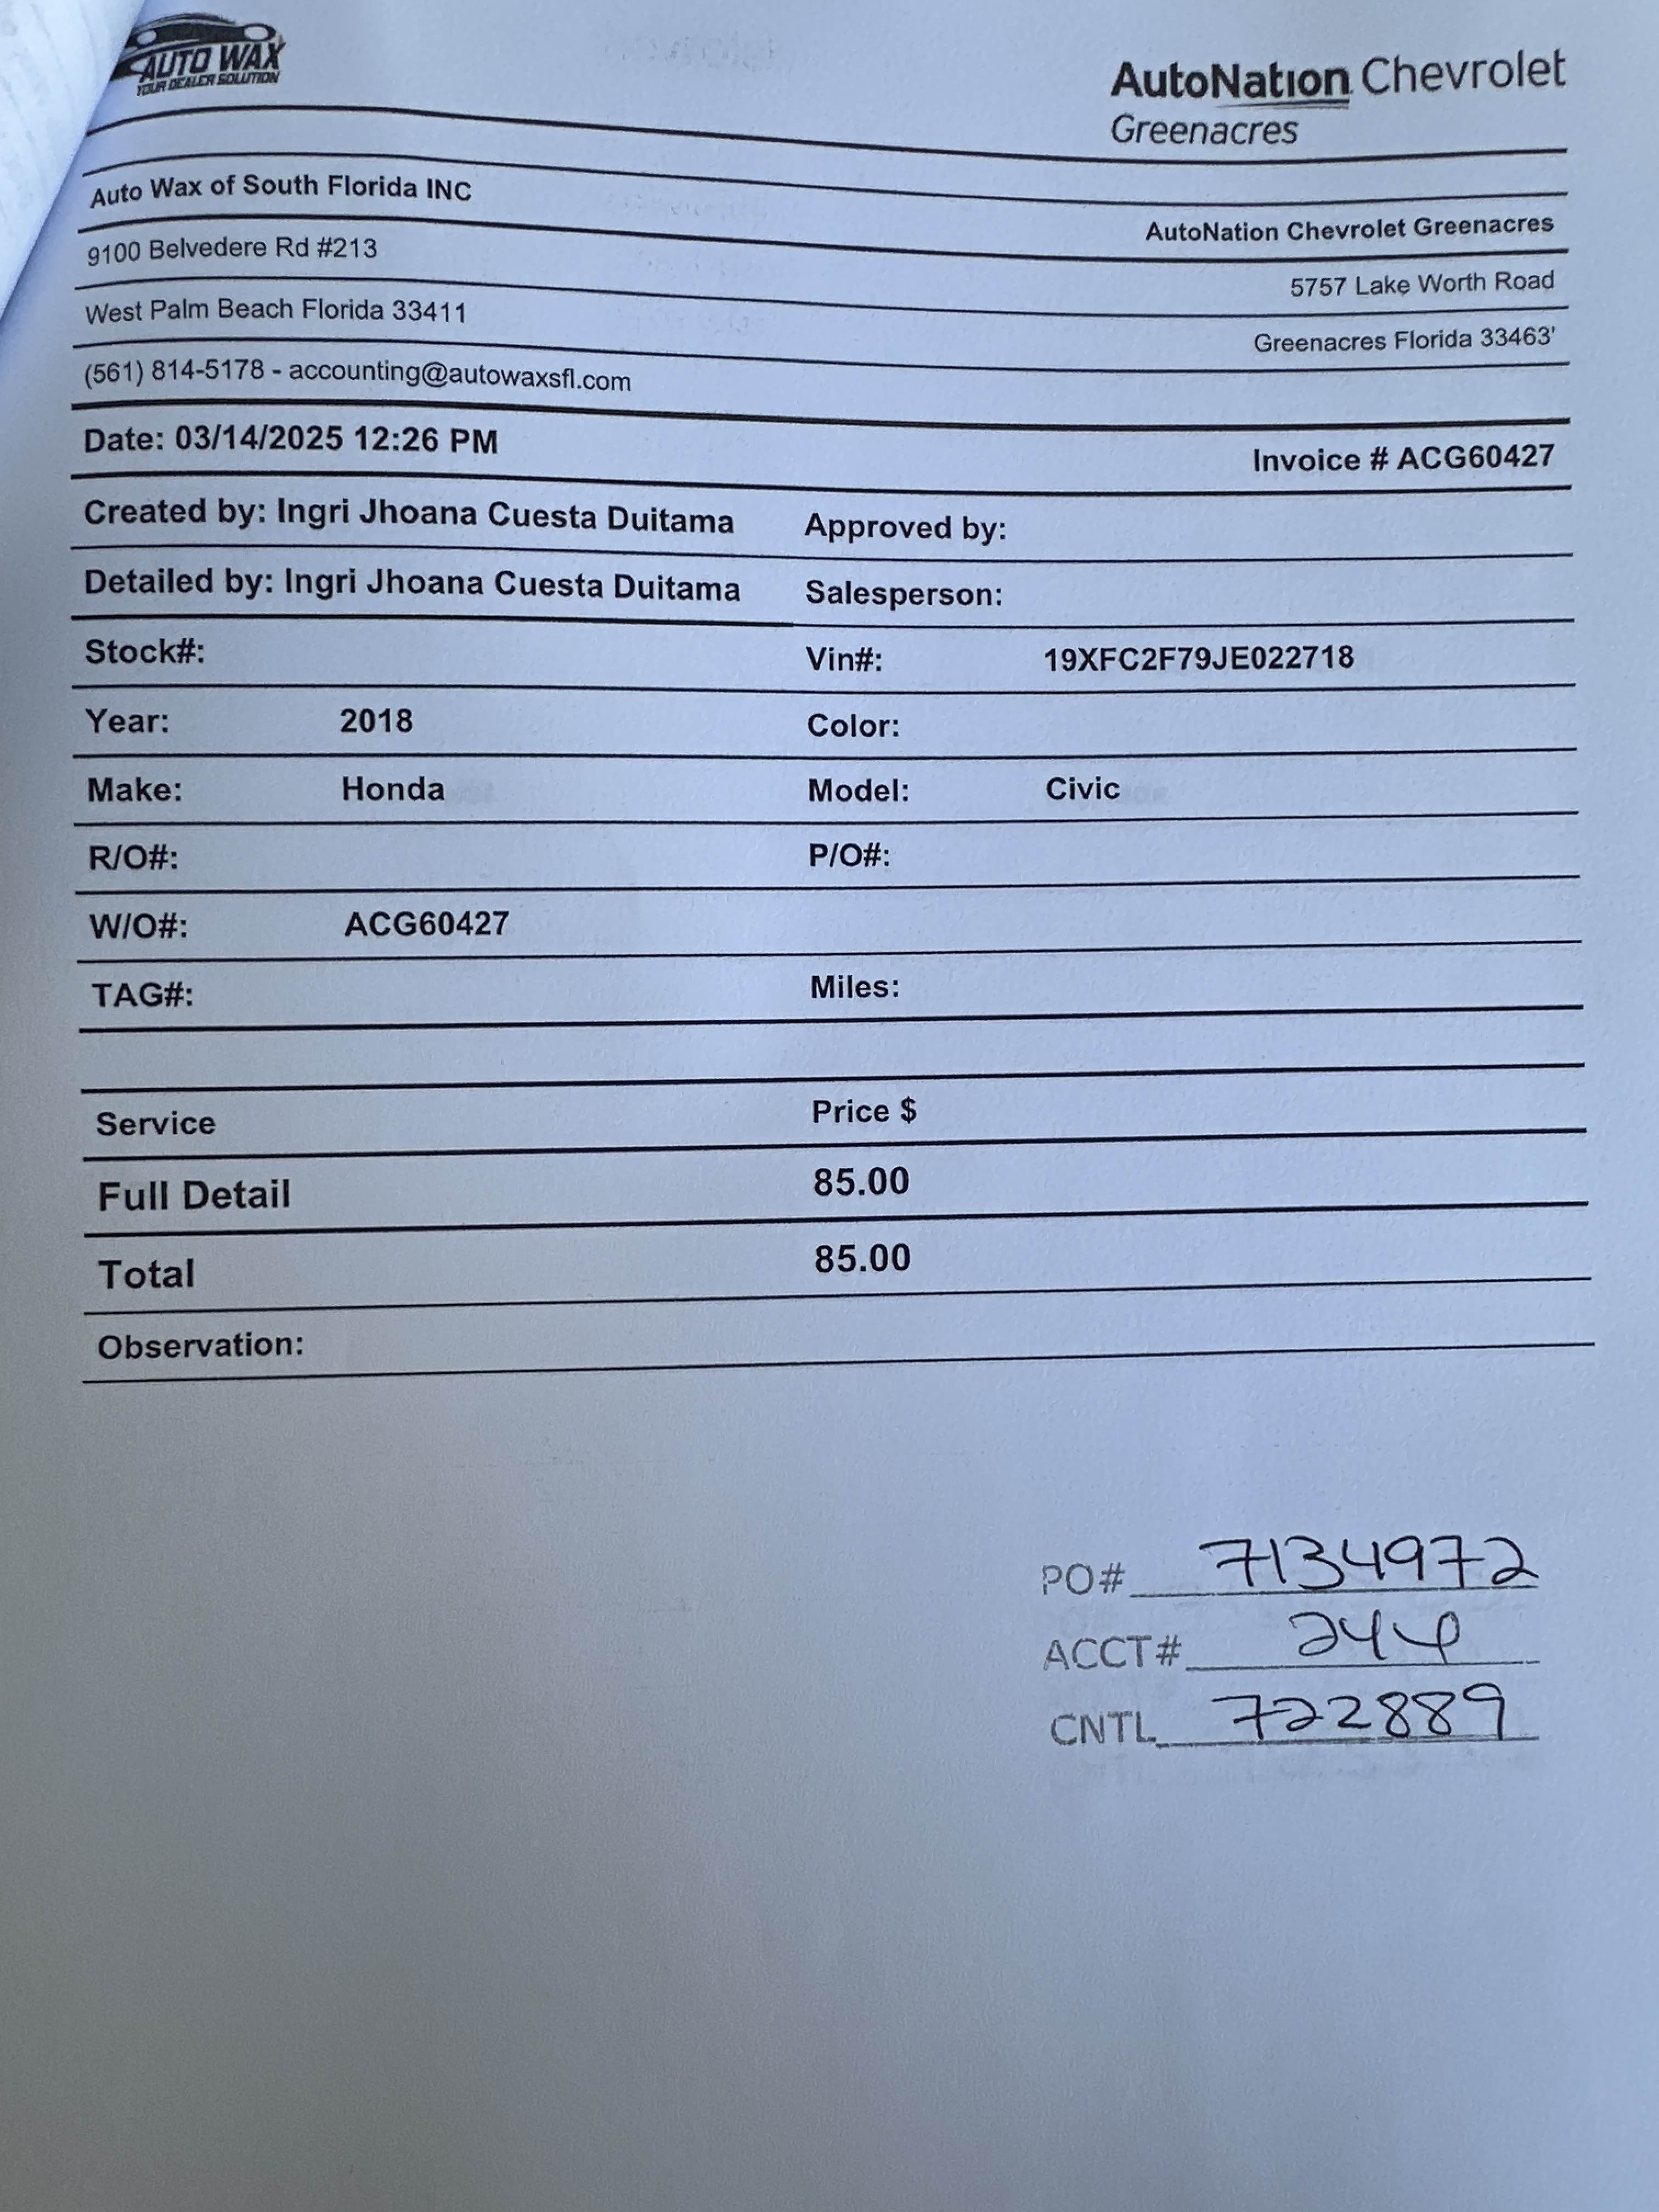 AUTO WAX
YOUR DEALER SOLUTION
AutoNation Chevrolet
Greenacres
Auto Wax of South Florida INC
AutoNation Chevrolet Greenacres
9100 Belvedere Rd #213
5757 Lake Worth Road
West Palm Beach Florida 33411
Greenacres Florida 33463'
(561) 814-5178 - accounting@autowaxsfl.com
Date: 03/14/2025 12:26 PM
Invoice # ACG60427
Created by: Ingri Jhoana Cuesta Duitama Approved by:
Detailed by: Ingri Jhoana Cuesta Duitama Salesperson:
Stock#: Vin#: 19XFC2F79JE022718
Year: 2018 Color:
Make: Honda Model: Civic
R/O#: P/O#:
W/O#: ACG60427
TAG#: Miles:
Service Price $
Full Detail 85.00
Total 85.00
Observation:
PO# 7134972
ACCT#
CNTL 722889